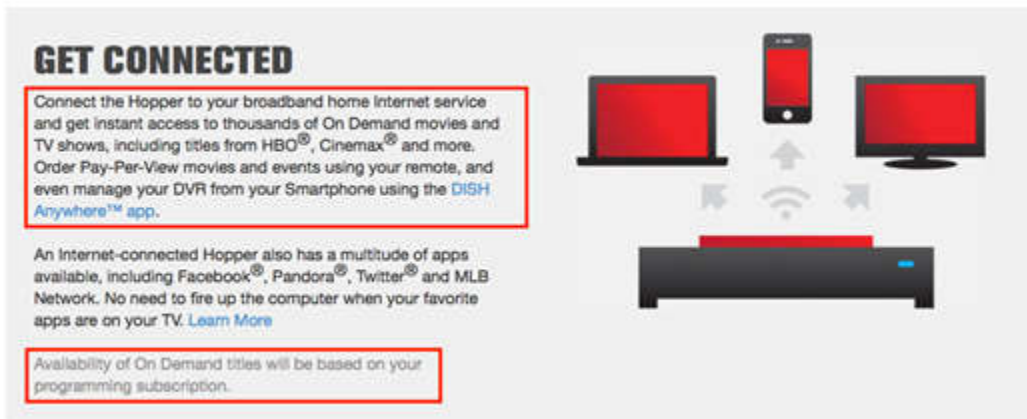 GET CONNECTED
Connect the Hopper to your broadband home Internet service
and get instant access to thousands of On Demand movies and
TV shows, including titles from HBO®, Cinemax® and more.
Order Pay-Per-View movies and events using your remote, and
even manage your DVR from your Smartphone using the DISH
Anywhere™ app.
An Internet-connected Hopper also has a multitude of apps
available, including Facebook®, Pandora®, Twitter® and MLB
Network. No need to fire up the computer when your favorite
apps are on your TV. Learn More
Availability of On Demand titles will be based on your
programming subscription.